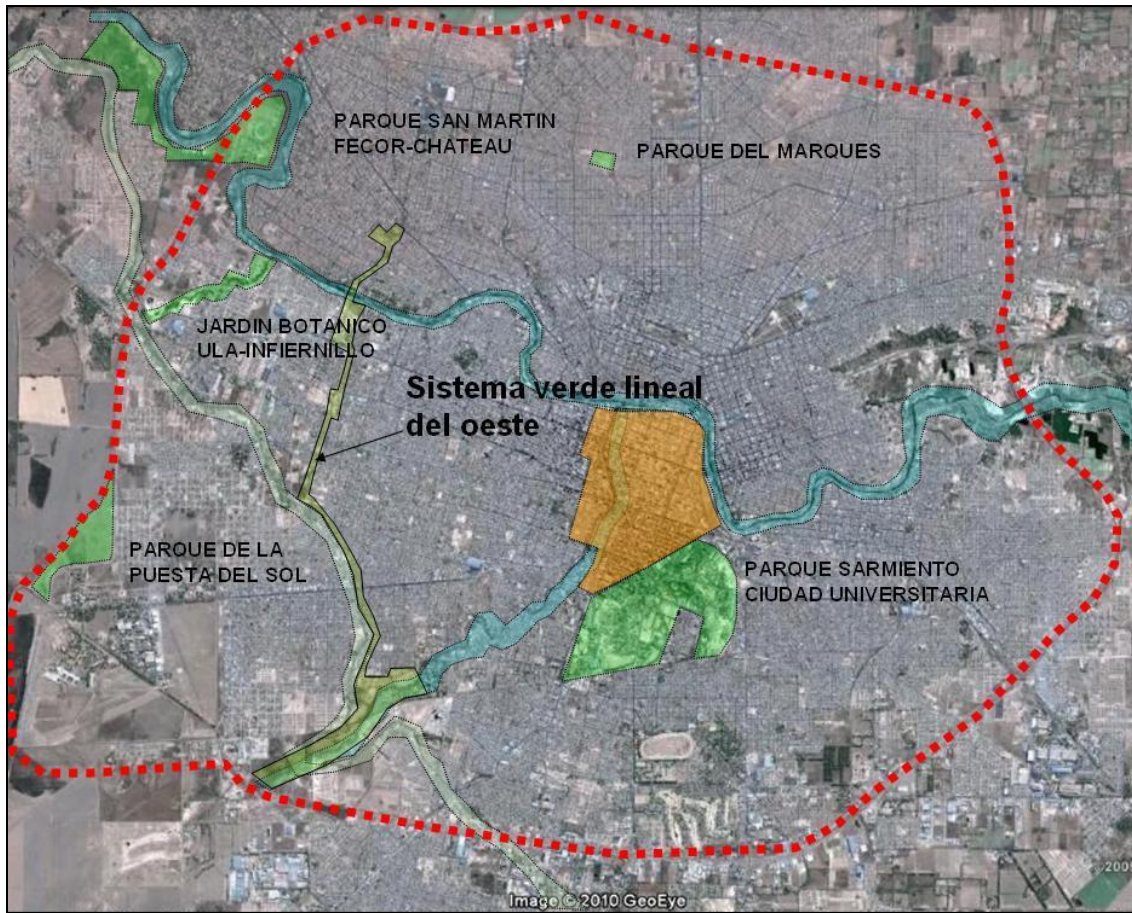 PARQUE SAN MARTIN
FECOR-CHATEAU
PARQUE DEL MARQUES
JARDIN BOTANICO
ULA-INFIERNILLO
Sistema verde lineal
del oeste
PARQUE DE LA
PUESTA DEL SOL
PARQUE SARMIENTO
CIUDAD UNIVERSITARIA
2009
Image © 2010 GeoEye